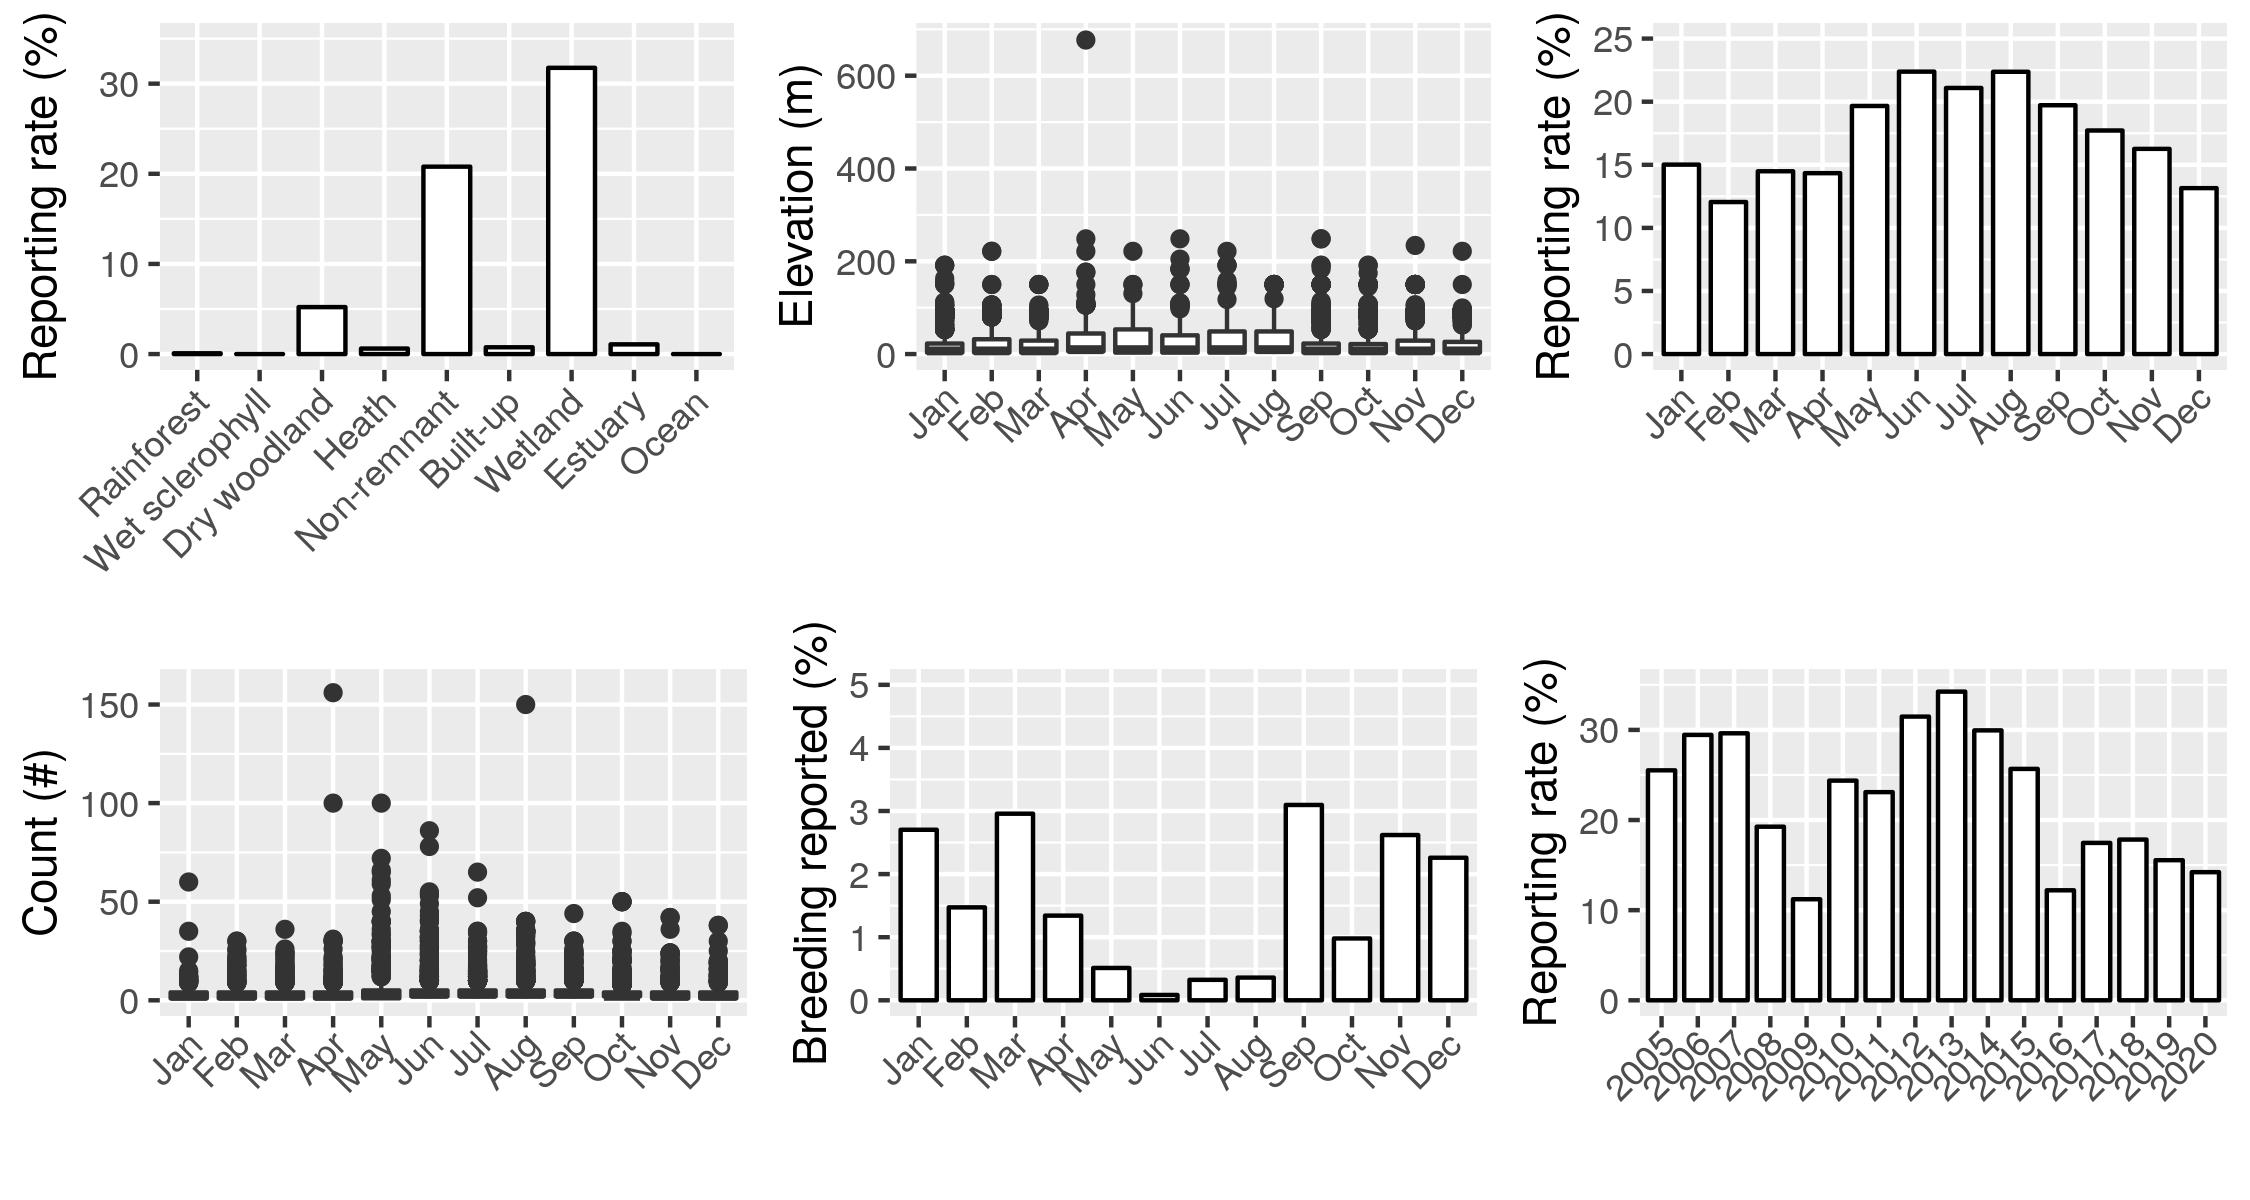 Reporting rate (%)
30
20
10
0
Rainforest
Wet sclerophyll
Dry woodland
Heath
Non-remnant
Built-up
Wetland
Estuary
Ocean
Elevation (m)
600
400
200
0
Jan
Feb
Mar
Apr
May
Jun
Jul
Aug
Sep
Oct
Nov
Dec
Reporting rate (%)
25
20
15
10
5
0
Jan
Feb
Mar
Apr
May
Jun
Jul
Aug
Sep
Oct
Nov
Dec
Count (#)
150
100
50
0
Jan
Feb
Mar
Apr
May
Jun
Jul
Aug
Sep
Oct
Nov
Dec
Breeding reported (%)
5
4
3
2
1
0
Jan
Feb
Mar
Apr
May
Jun
Jul
Aug
Sep
Oct
Nov
Dec
Reporting rate (%)
30
20
10
0
2005
2006
2007
2008
2009
2010
2011
2012
2013
2014
2015
2016
2017
2018
2019
2020